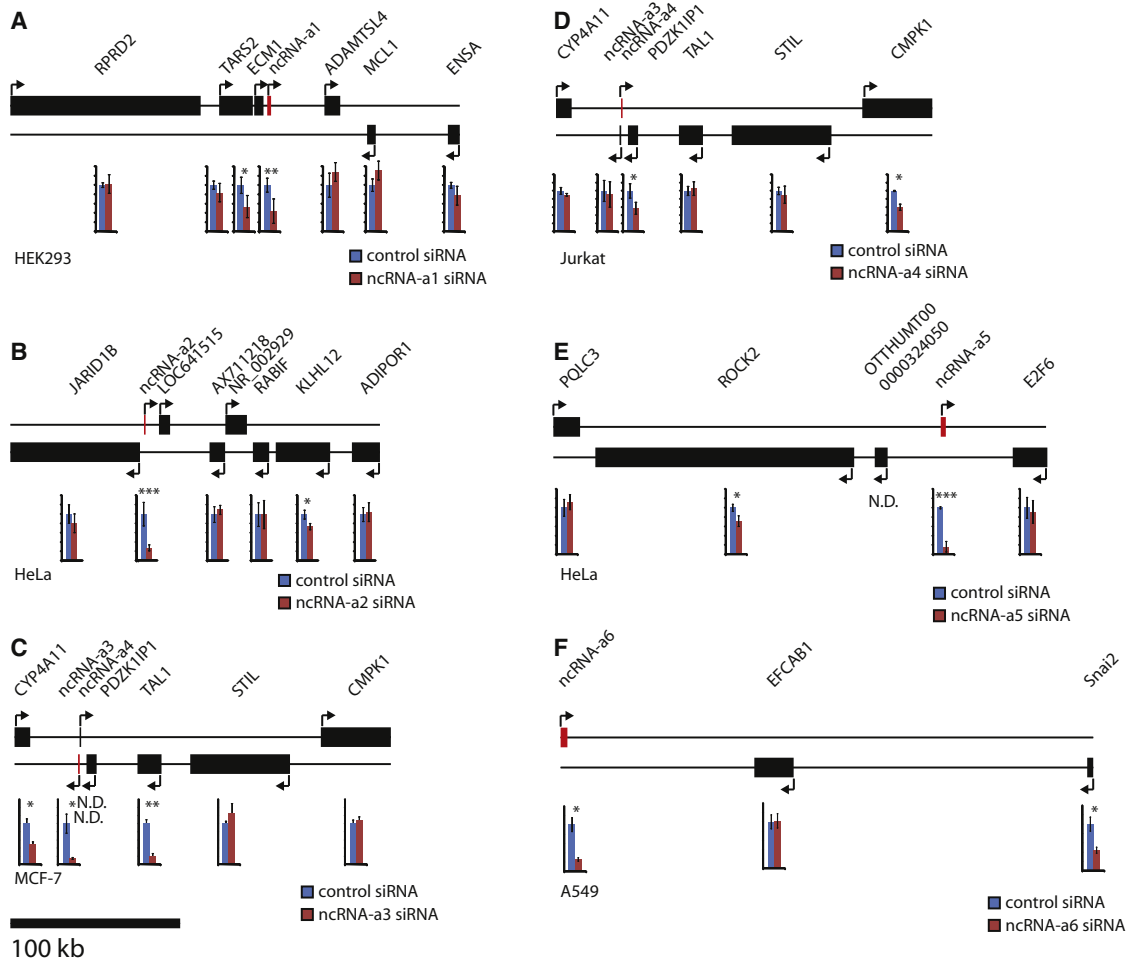 A
RPRD2
TARS2
ECM1
ncRNA-a1
ADAMTSL4
MCL1
ENSA
*
**
HEK293
control siRNA
ncRNA-a1 siRNA
B
JARID1B
ncRNA-a2
LOC641515
AX711218
NR_002929
RABIF
KLHL12
ADIPOR1
***
*
HeLa
control siRNA
ncRNA-a2 siRNA
C
CYP4A11
ncRNA-a3
ncRNA-a4
PDZK1IP1
TAL1
STIL
CMPK1
*
*
N.D.
N.D.
**
MCF-7
control siRNA
ncRNA-a3 siRNA
100 kb
D
CYP4A11
ncRNA-a3
ncRNA-a4
PDZK1IP1
TAL1
STIL
CMPK1
*
*
Jurkat
control siRNA
ncRNA-a4 siRNA
E
PQLC3
ROCK2
OTTHUMT00
0000324050
ncRNA-a5
E2F6
*
N.D.
***
HeLa
control siRNA
ncRNA-a5 siRNA
F
ncRNA-a6
EFCAB1
Snai2
*
*
A549
control siRNA
ncRNA-a6 siRNA